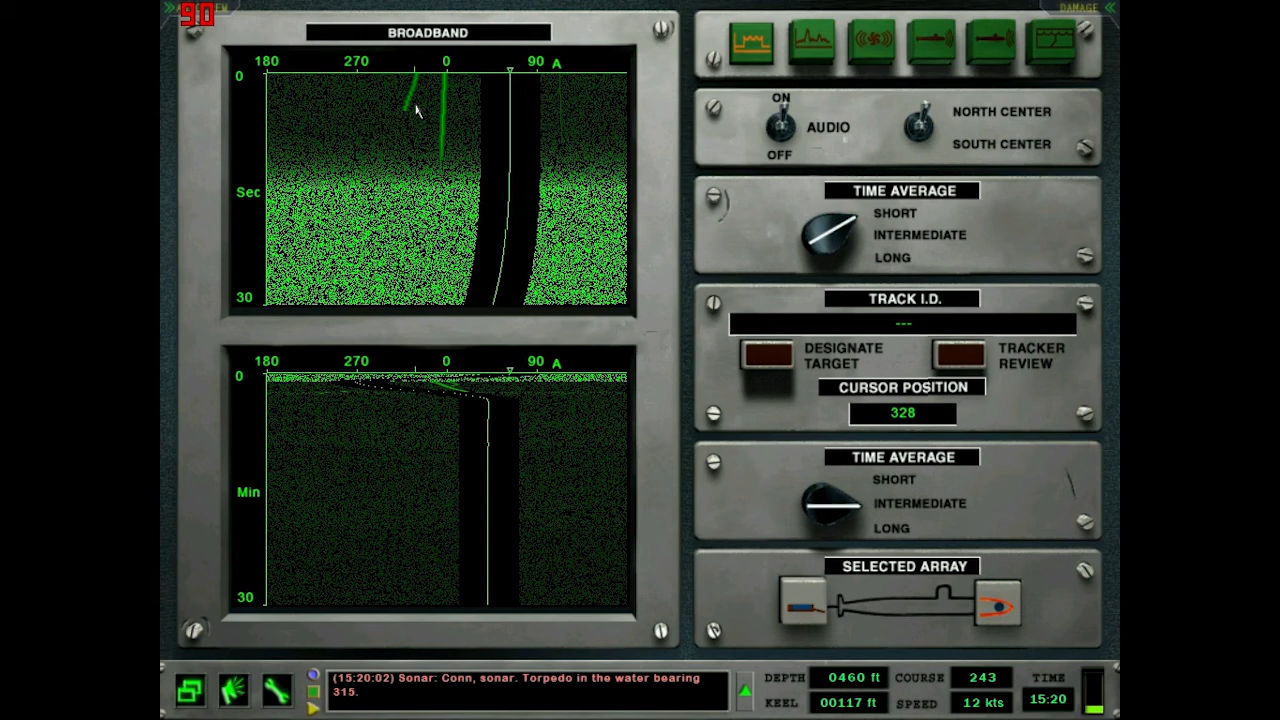 90
DAMAGE
BROADBAND
180 270 0 90 A
0
Sec
30
180 270 0 90 A
0
Min
30
ON
AUDIO
OFF
NORTH CENTER
SOUTH CENTER
TIME AVERAGE
SHORT
INTERMEDIATE
LONG
TRACK I.D.
---
DESIGNATE
TARGET
TRACKER
REVIEW
CURSOR POSITION
328
TIME AVERAGE
SHORT
INTERMEDIATE
LONG
SELECTED ARRAY
(15:20:02) Sonar: Conn, sonar. Torpedo in the water bearing
315.
DEPTH 0460 ft COURSE 243 TIME
KEEL 00117 ft SPEED 12 kts 15:20